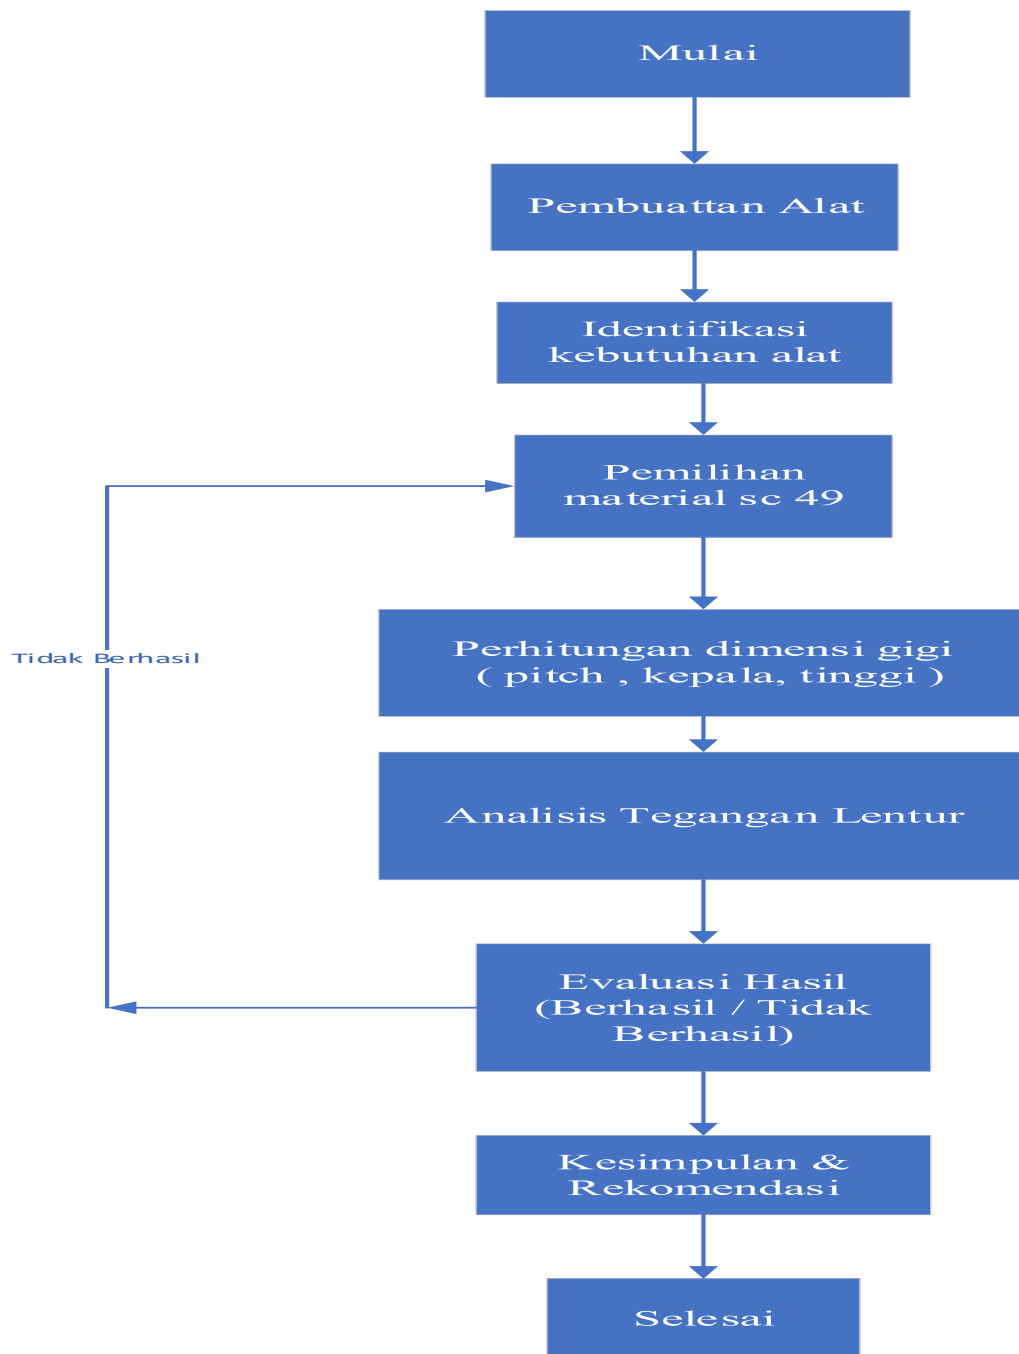 Mulai
Pembuattan Alat
Identifikasi
kebutuhan alat
Pemilihan
material sc 49
Perhitungan dimensi gigi
( pitch , kepala, tinggi )
Tidak Berhasil
Analisis Tegangan Lentur
Evaluasi Hasil
(Berhasil / Tidak
Berhasil)
Kesimpulan &
Rekomendasi
Selesai